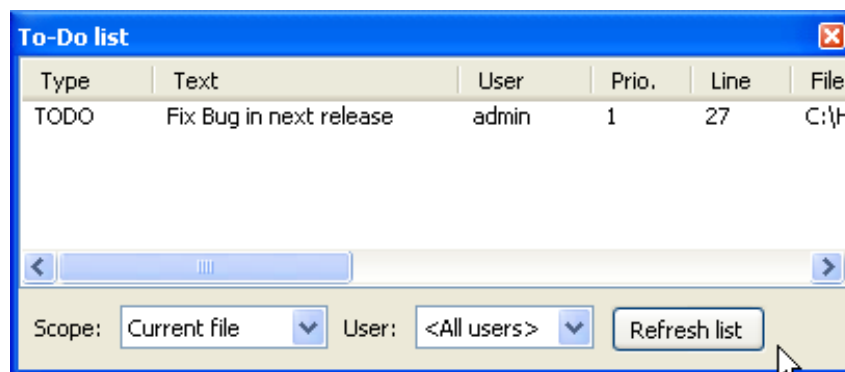 To-Do list
Type Text User Prio. Line File
TODO Fix Bug in next release admin 1 27 C:\H
Scope: Current file User: <All users> Refresh list